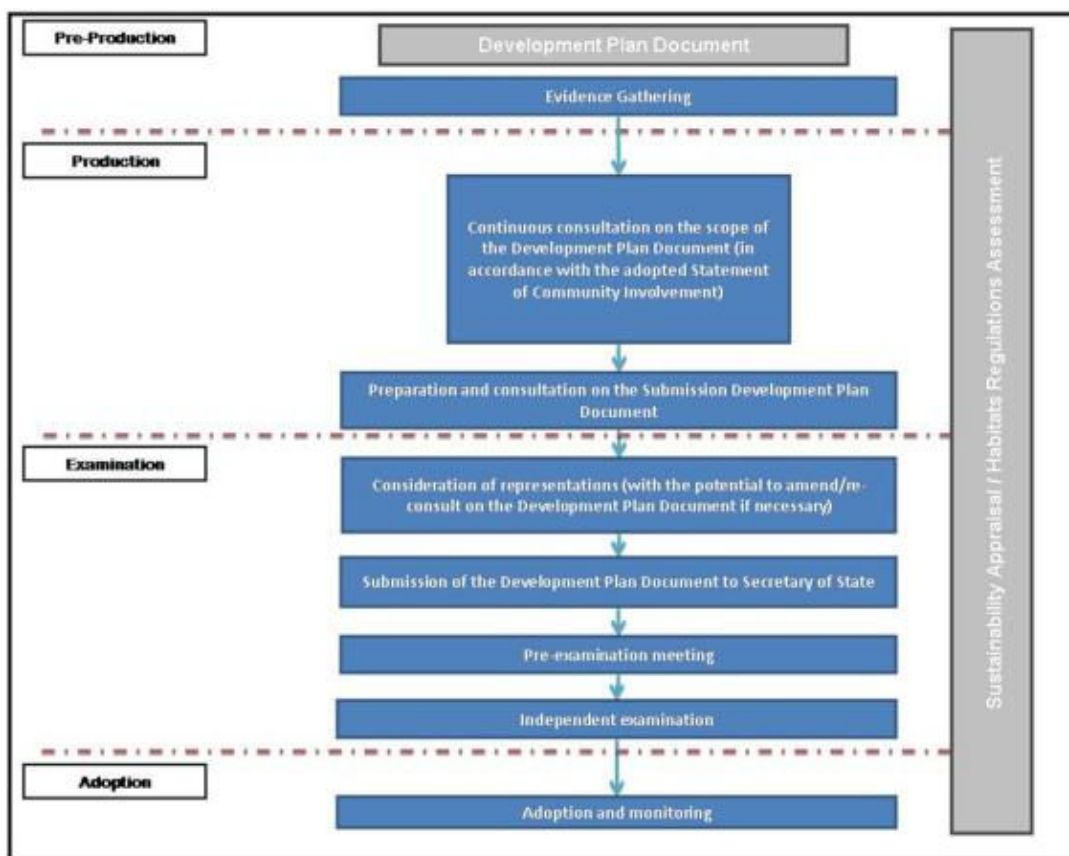 Pre-Production
Development Plan Document
Evidence Gathering
Production
Continuous consultation on the scope of
the Development Plan Document (in
accordance with the adopted Statement
of Community Involvement)
Preparation and consultation on the Submission Development Plan
Document
Examination
Consideration of representations (with the potential to amend/re-
consult on the Development Plan Document if necessary)
Submission of the Development Plan Document to Secretary of State
Pre-examination meeting
Independent examination
Adoption
Adoption and monitoring
Sustainability Appraisal / Habitats Regulations Assessment